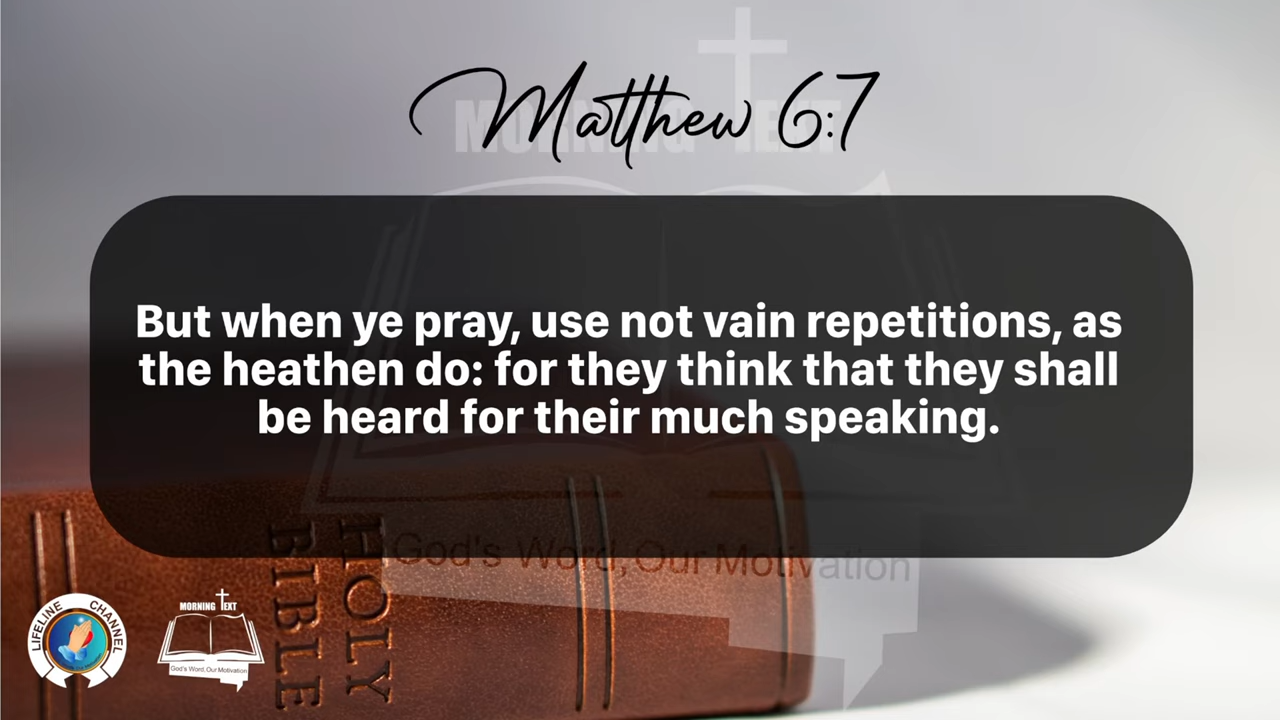 Matthew 6:7
MORNING TEXT
But when ye pray, use not vain repetitions, as
the heathen do: for they think that they shall
be heard for their much speaking.
God's Word, Our Motivation
HOLY
BIBLE
LIFELINE CHANNEL
MORNING TEXT
God's Word, Our Motivation